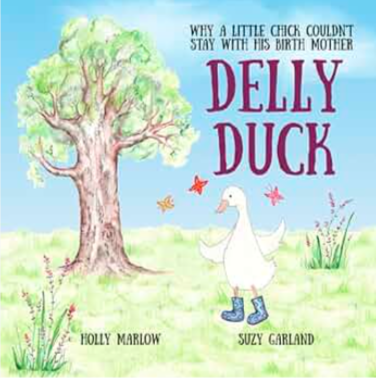 WHY A LITTLE CHICK COULDN'T
STAY WITH HIS BIRTH MOTHER
DELLY
DUCK
HOLLY MARLOW
SUZY GARLAND